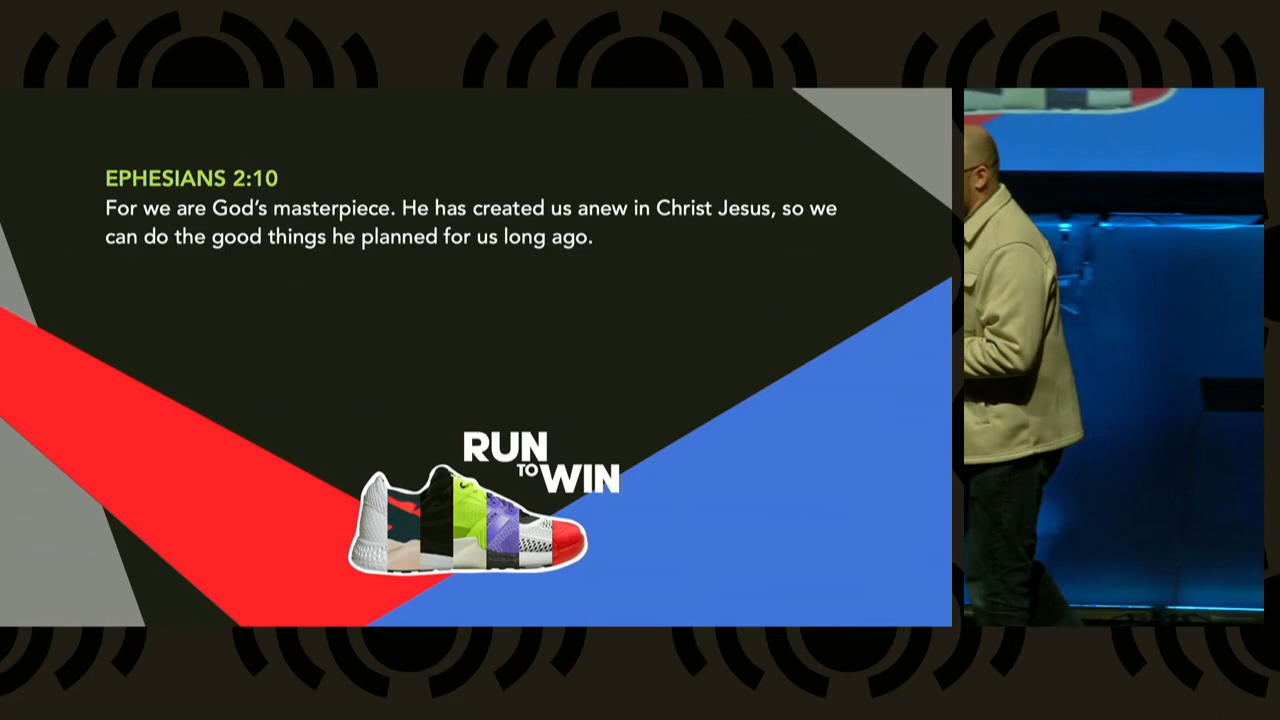 EPHESIANS 2:10
For we are God's masterpiece. He has created us anew in Christ Jesus, so we
can do the good things he planned for us long ago.
RUN
TO WIN